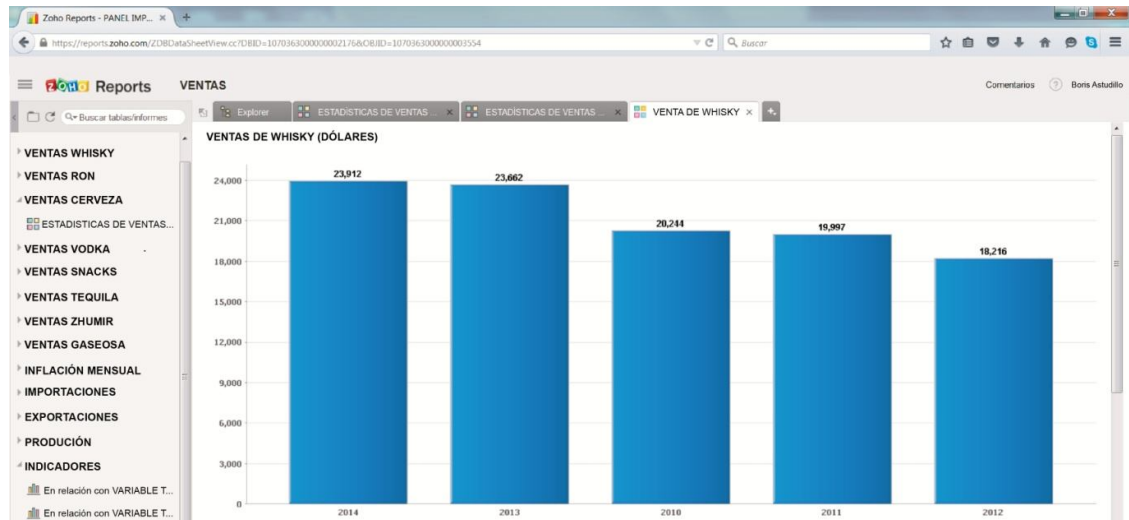 Zoho Reports - PANEL IMP...
https://reports.zoho.com/ZDBDataSheetView.cc?DBID=1070363000000002176&OBJID=1070363000000003554
Buscar
ZOHO Reports VENTAS
Comentarios Boris Astudillo
Buscar tablas/informes
Explorer ESTADÍSTICAS DE VENTAS ... ESTADÍSTICAS DE VENTAS ... VENTA DE WHISKY
VENTAS WHISKY
VENTAS RON
VENTAS CERVEZA
ESTADISTICAS DE VENTAS...
VENTAS VODKA
VENTAS SNACKS
VENTAS TEQUILA
VENTAS ZHUMIR
VENTAS GASEOSA
INFLACIÓN MENSUAL
IMPORTACIONES
EXPORTACIONES
PRODUCIÓN
INDICADORES
En relación con VARIABLE T...
En relación con VARIABLE T...
VENTAS DE WHISKY (DÓLARES)
24,000
21,000
18,000
15,000
12,000
9,000
6,000
3,000
0
23,912
23,662
20,244
19,997
18,216
2014 2013 2010 2011 2012